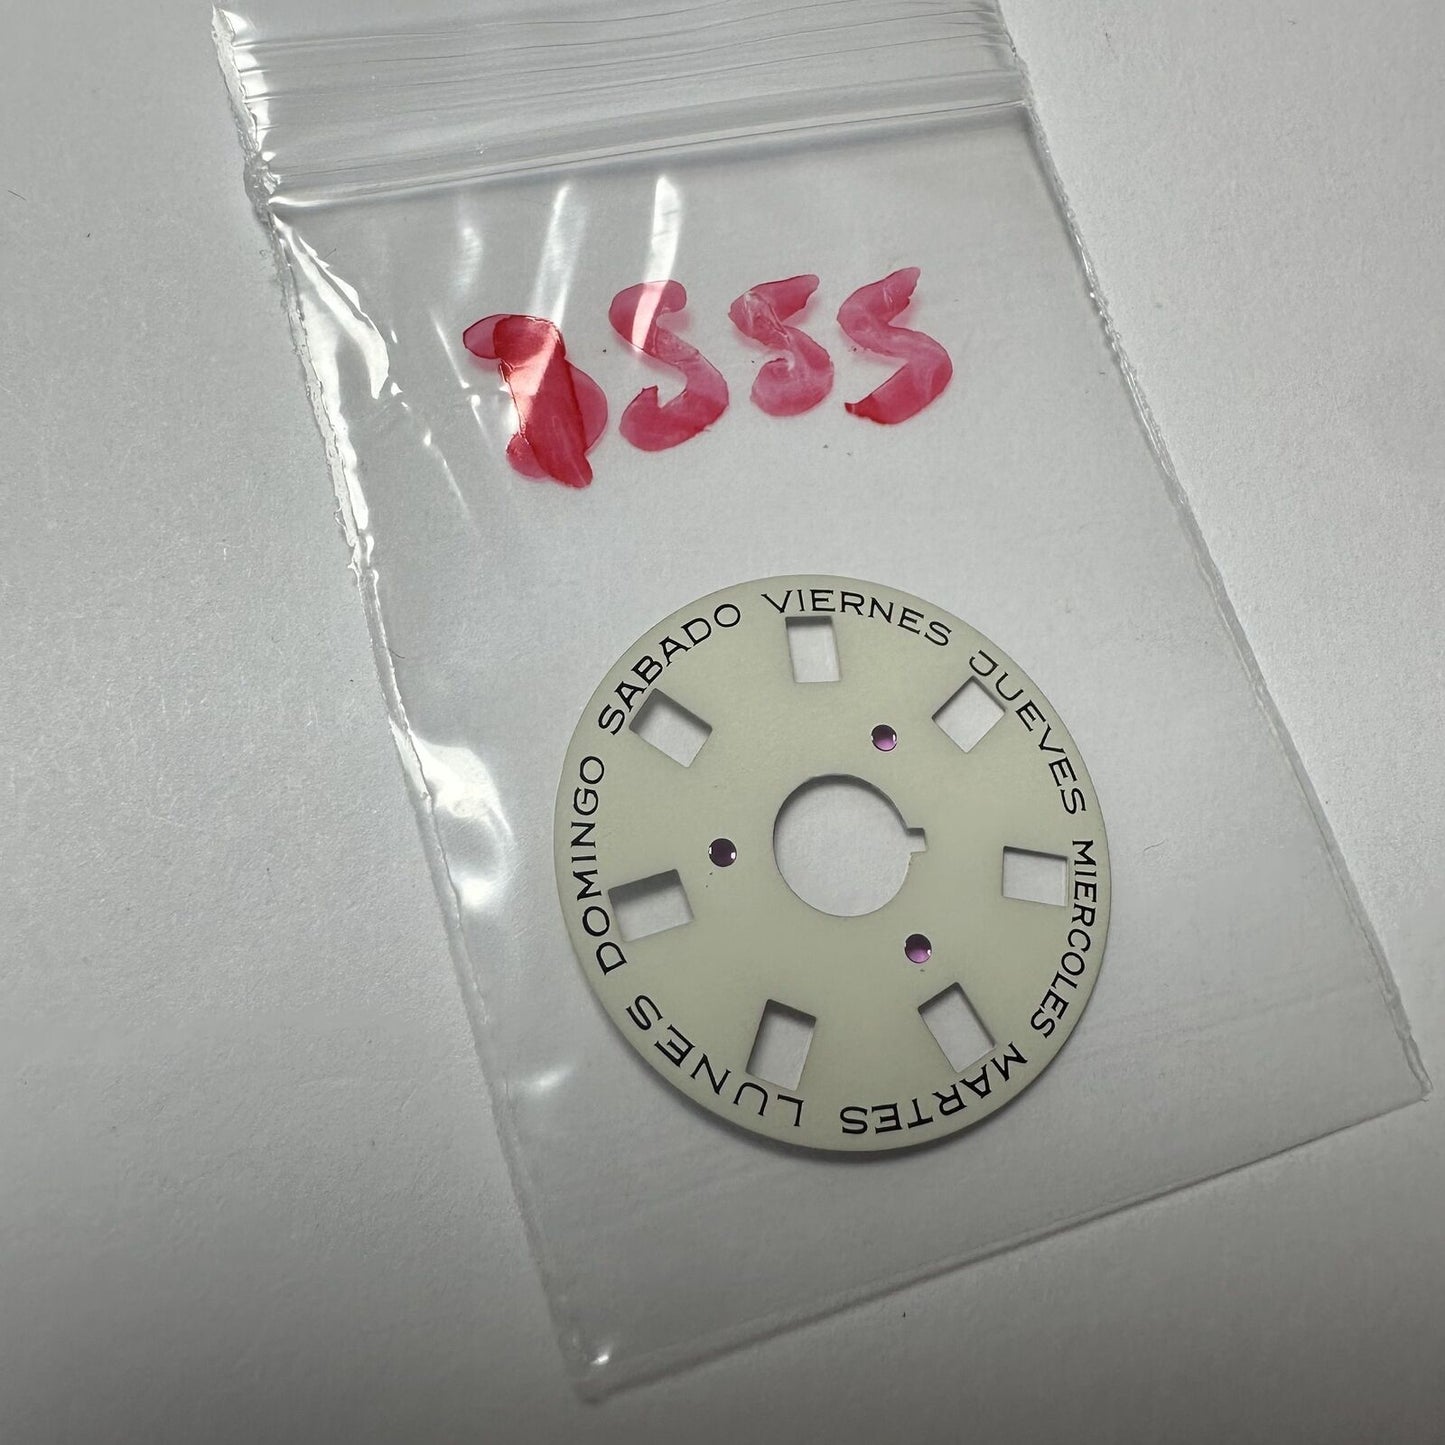 1555
SABADO
VIERNES
JUEVES
MIERCOLES
MARTES
LUNES
DOMINGO